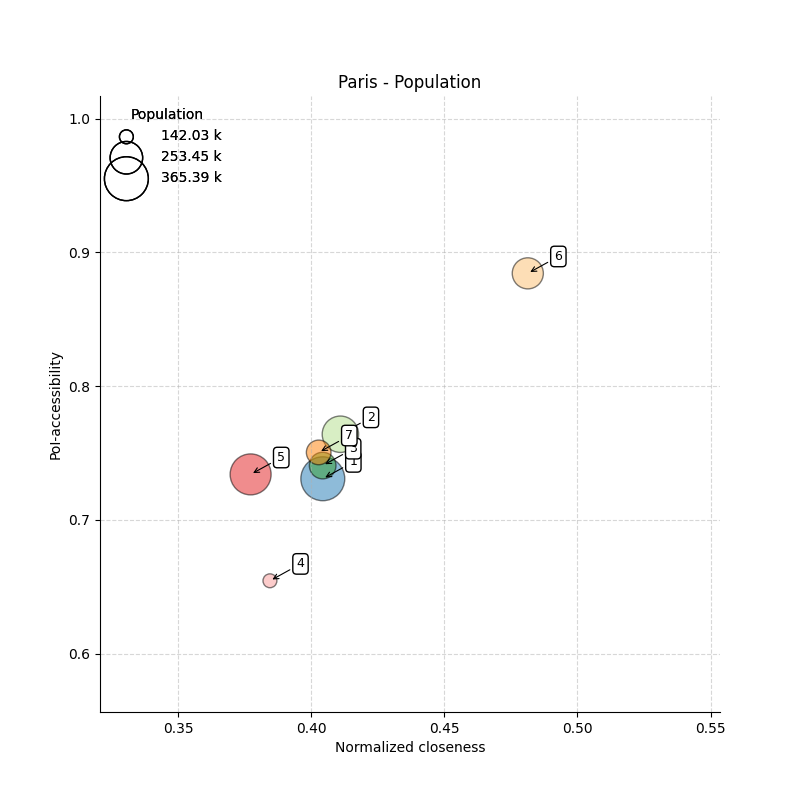 Paris - Population
Population
142.03 k
253.45 k
365.39 k
1.0
0.9
0.8
0.7
0.6
PoI-accessibility
6
2
7
3
1
5
4
0.35 0.40 0.45 0.50 0.55
Normalized closeness